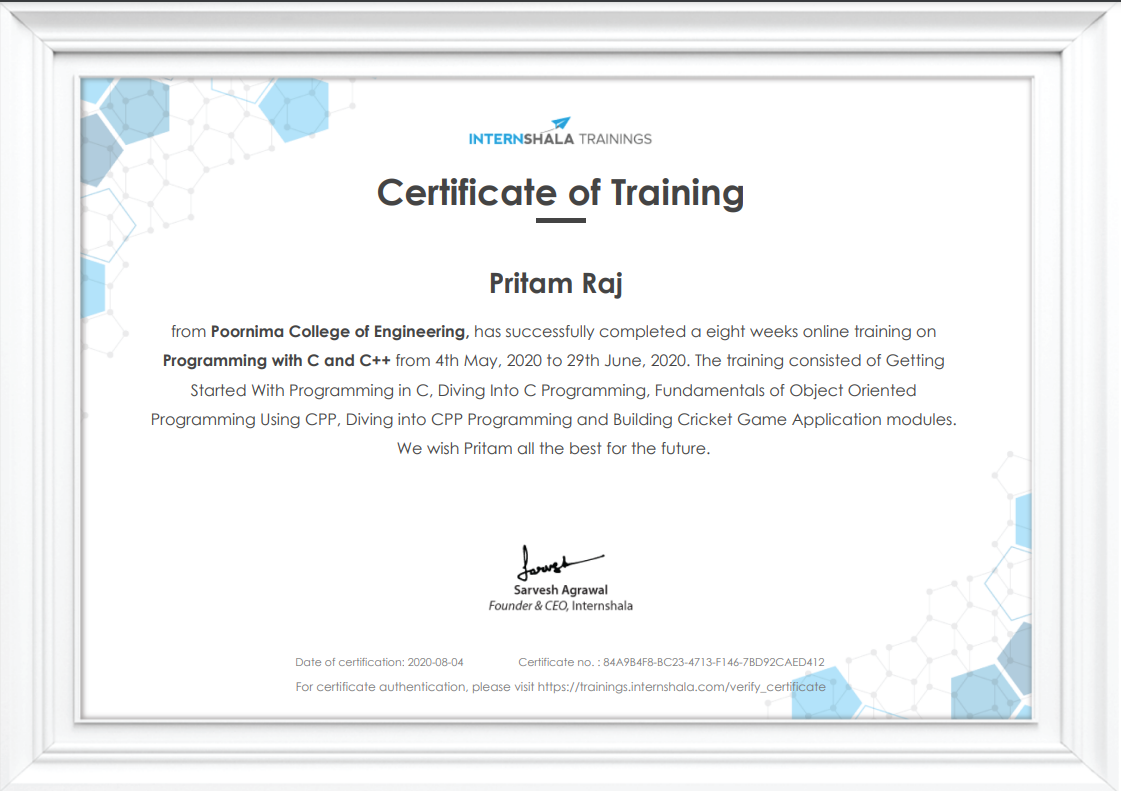 INTERNSHALA TRAININGS
Certificate of Training
Pritam Raj
from Poornima College of Engineering, has successfully completed a eight weeks online training on
Programming with C and C++ from 4th May, 2020 to 29th June, 2020. The training consisted of Getting
Started With Programming in C, Diving Into C Programming, Fundamentals of Object Oriented
Programming Using CPP, Diving into CPP Programming and Building Cricket Game Application modules.
We wish Pritam all the best for the future.
Sarvesh
Sarvesh Agrawal
Founder & CEO, Internshala
Date of certification: 2020-08-04 Certificate no. : 84A9B4F8-BC23-4713-F146-7BD92CAED412
For certificate authentication, please visit https://trainings.internshala.com/verify_certificate